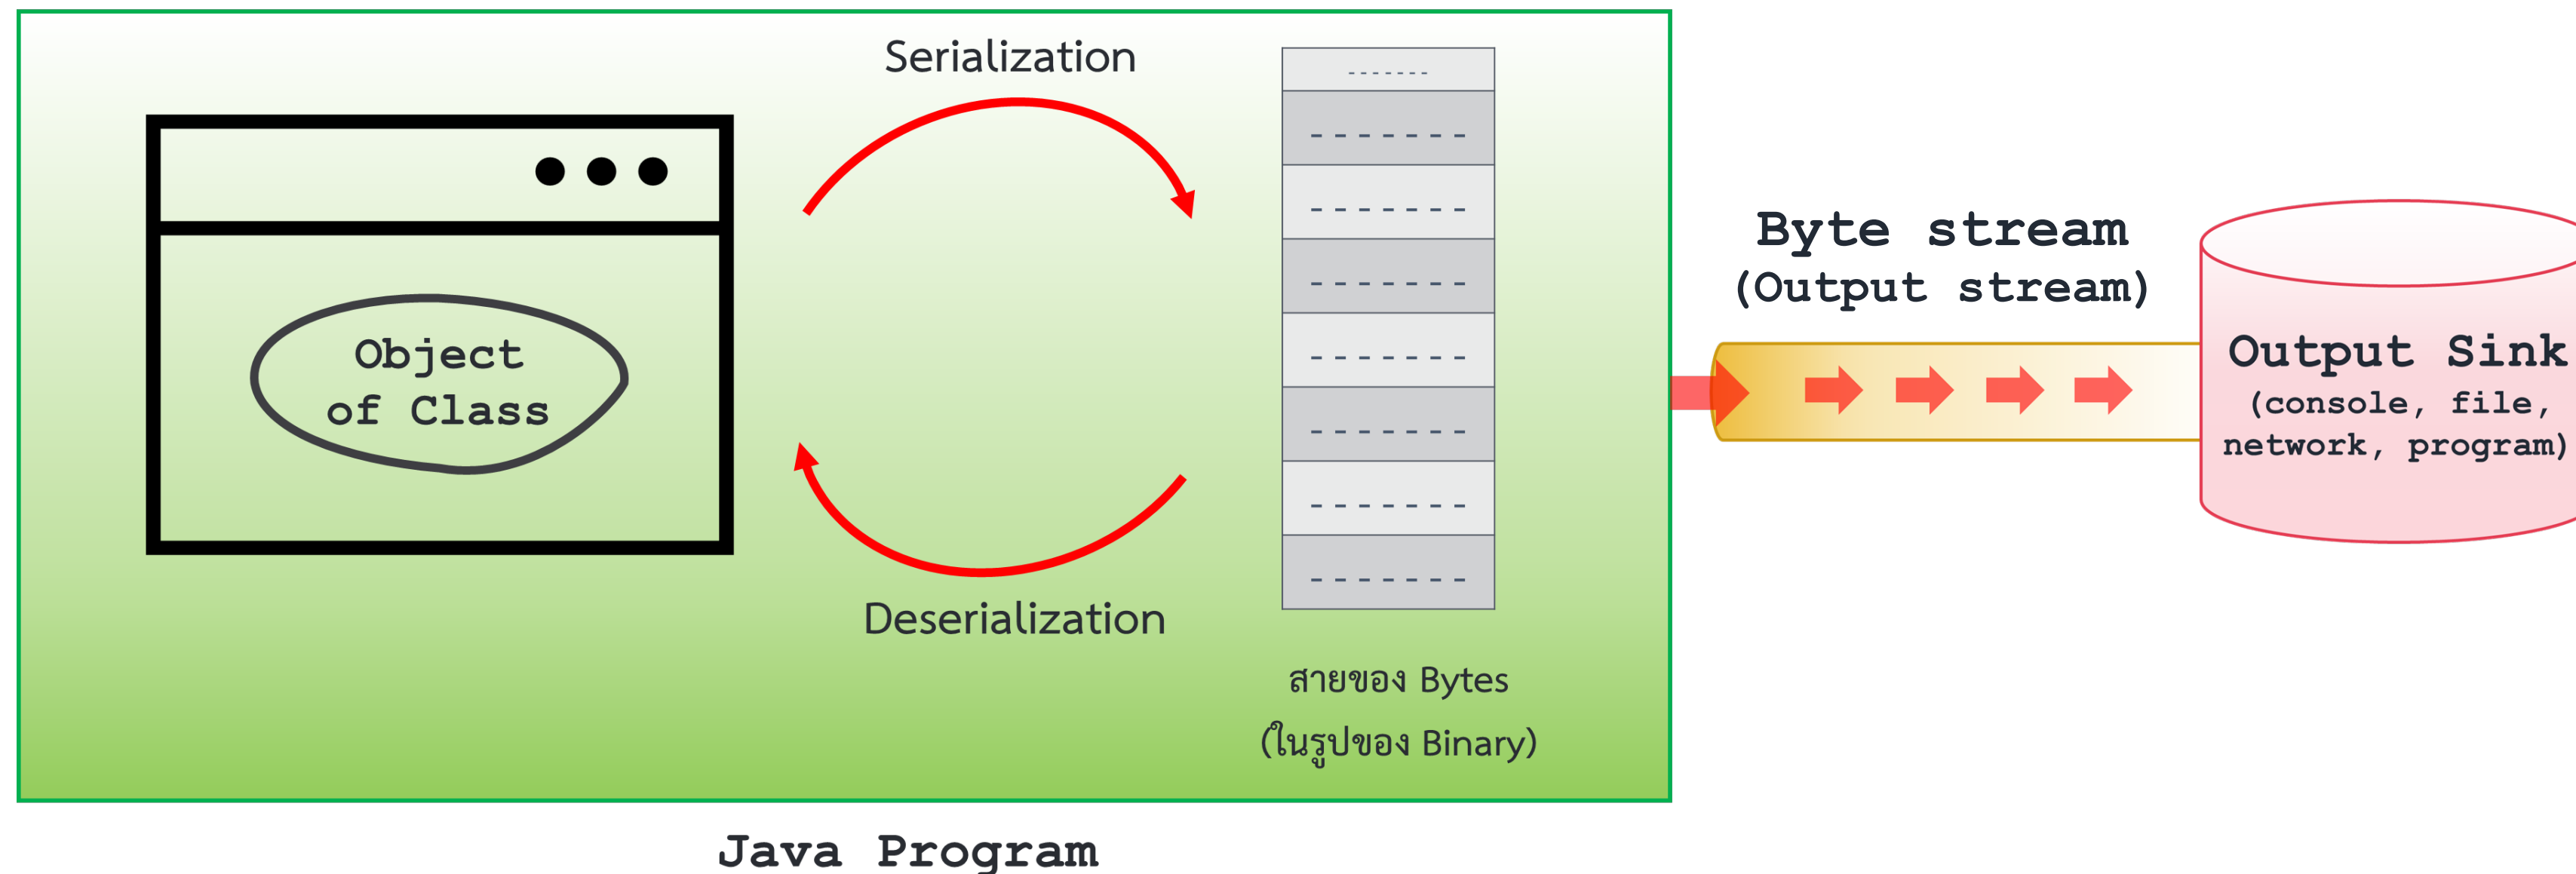 Serialization
Object
of Class
Deserialization
สายของ Bytes
(ในรูปของ Binary)
Byte stream
(Output stream)
Output Sink
(console, file,
network, program)
Java Program